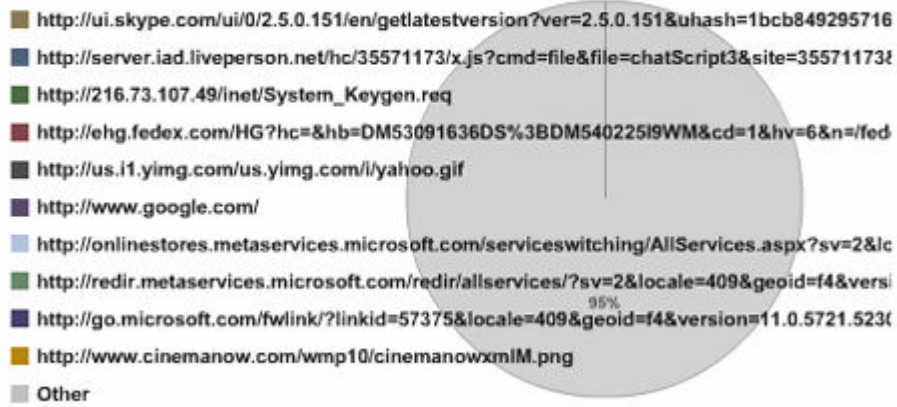 http://ui.skype.com/ui/0/2.5.0.151/en/getlatestversion?ver=2.5.0.151&uhash=1bcb849295716
http://server.iad.liveperson.net/hc/35571173/x.js?cmd=file&file=chatScript3&site=35571173&
http://216.73.107.49/inet/System_Keygen.req
http://ehg.fedex.com/HG?hc=&hb=DM53091636DS%3BDM540225I9WM&cd=1&hv=6&n=/fed
http://us.i1.yimg.com/us.yimg.com/i/yahoo.gif
http://www.google.com/
http://onlinestores.metaservices.microsoft.com/serviceswitching/AllServices.aspx?sv=2&lc
http://redir.metaservices.microsoft.com/redir/allservices/?sv=2&locale=409&geoid=f4&versi
95%
http://go.microsoft.com/fwlink/?linkid=57375&locale=409&geoid=f4&version=11.0.5721.523(
http://www.cinemanow.com/wmp10/cinemanowxmlM.png
Other